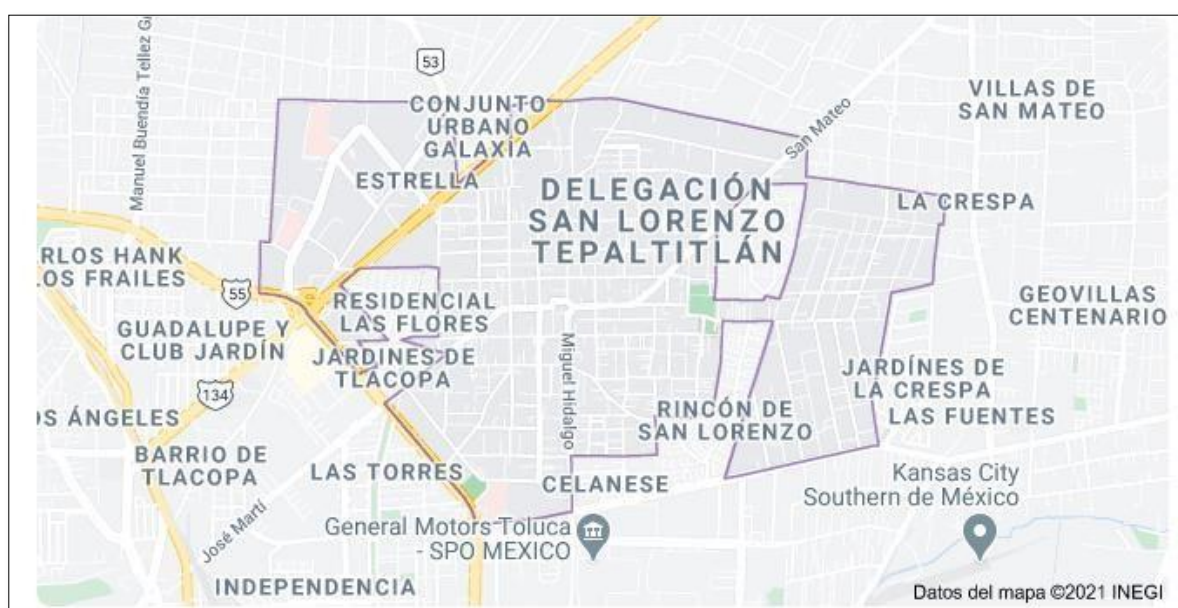 53
VILLAS DE
SAN MATEO
Manuel Buendía Tellez G
CONJUNTO
URBANO
GALAXIA
San Mateo
ESTRELLA
DELEGACIÓN
SAN LORENZO
TEPALTITLÁN
LA CRESPA
RLOS HANK
OS FRAILES
55
RESIDENCIAL
LAS FLORES
GEOVILLAS
CENTENARIO
GUADALUPE Y
CLUB JARDÍN
JARDINES DE
TLACOPA
Miguel Hidalgo
JARDÍNES DE
LA CRESPA
134
OS ÁNGELES
RINCÓN DE
SAN LORENZO
LAS FUENTES
BARRIO DE
TLACOPA
LAS TORRES
CELANESE
Kansas City
Southern de México
José Martí
General Motors Toluca
- SPO MEXICO
INDEPENDENCIA
Datos del mapa ©2021 INEGI